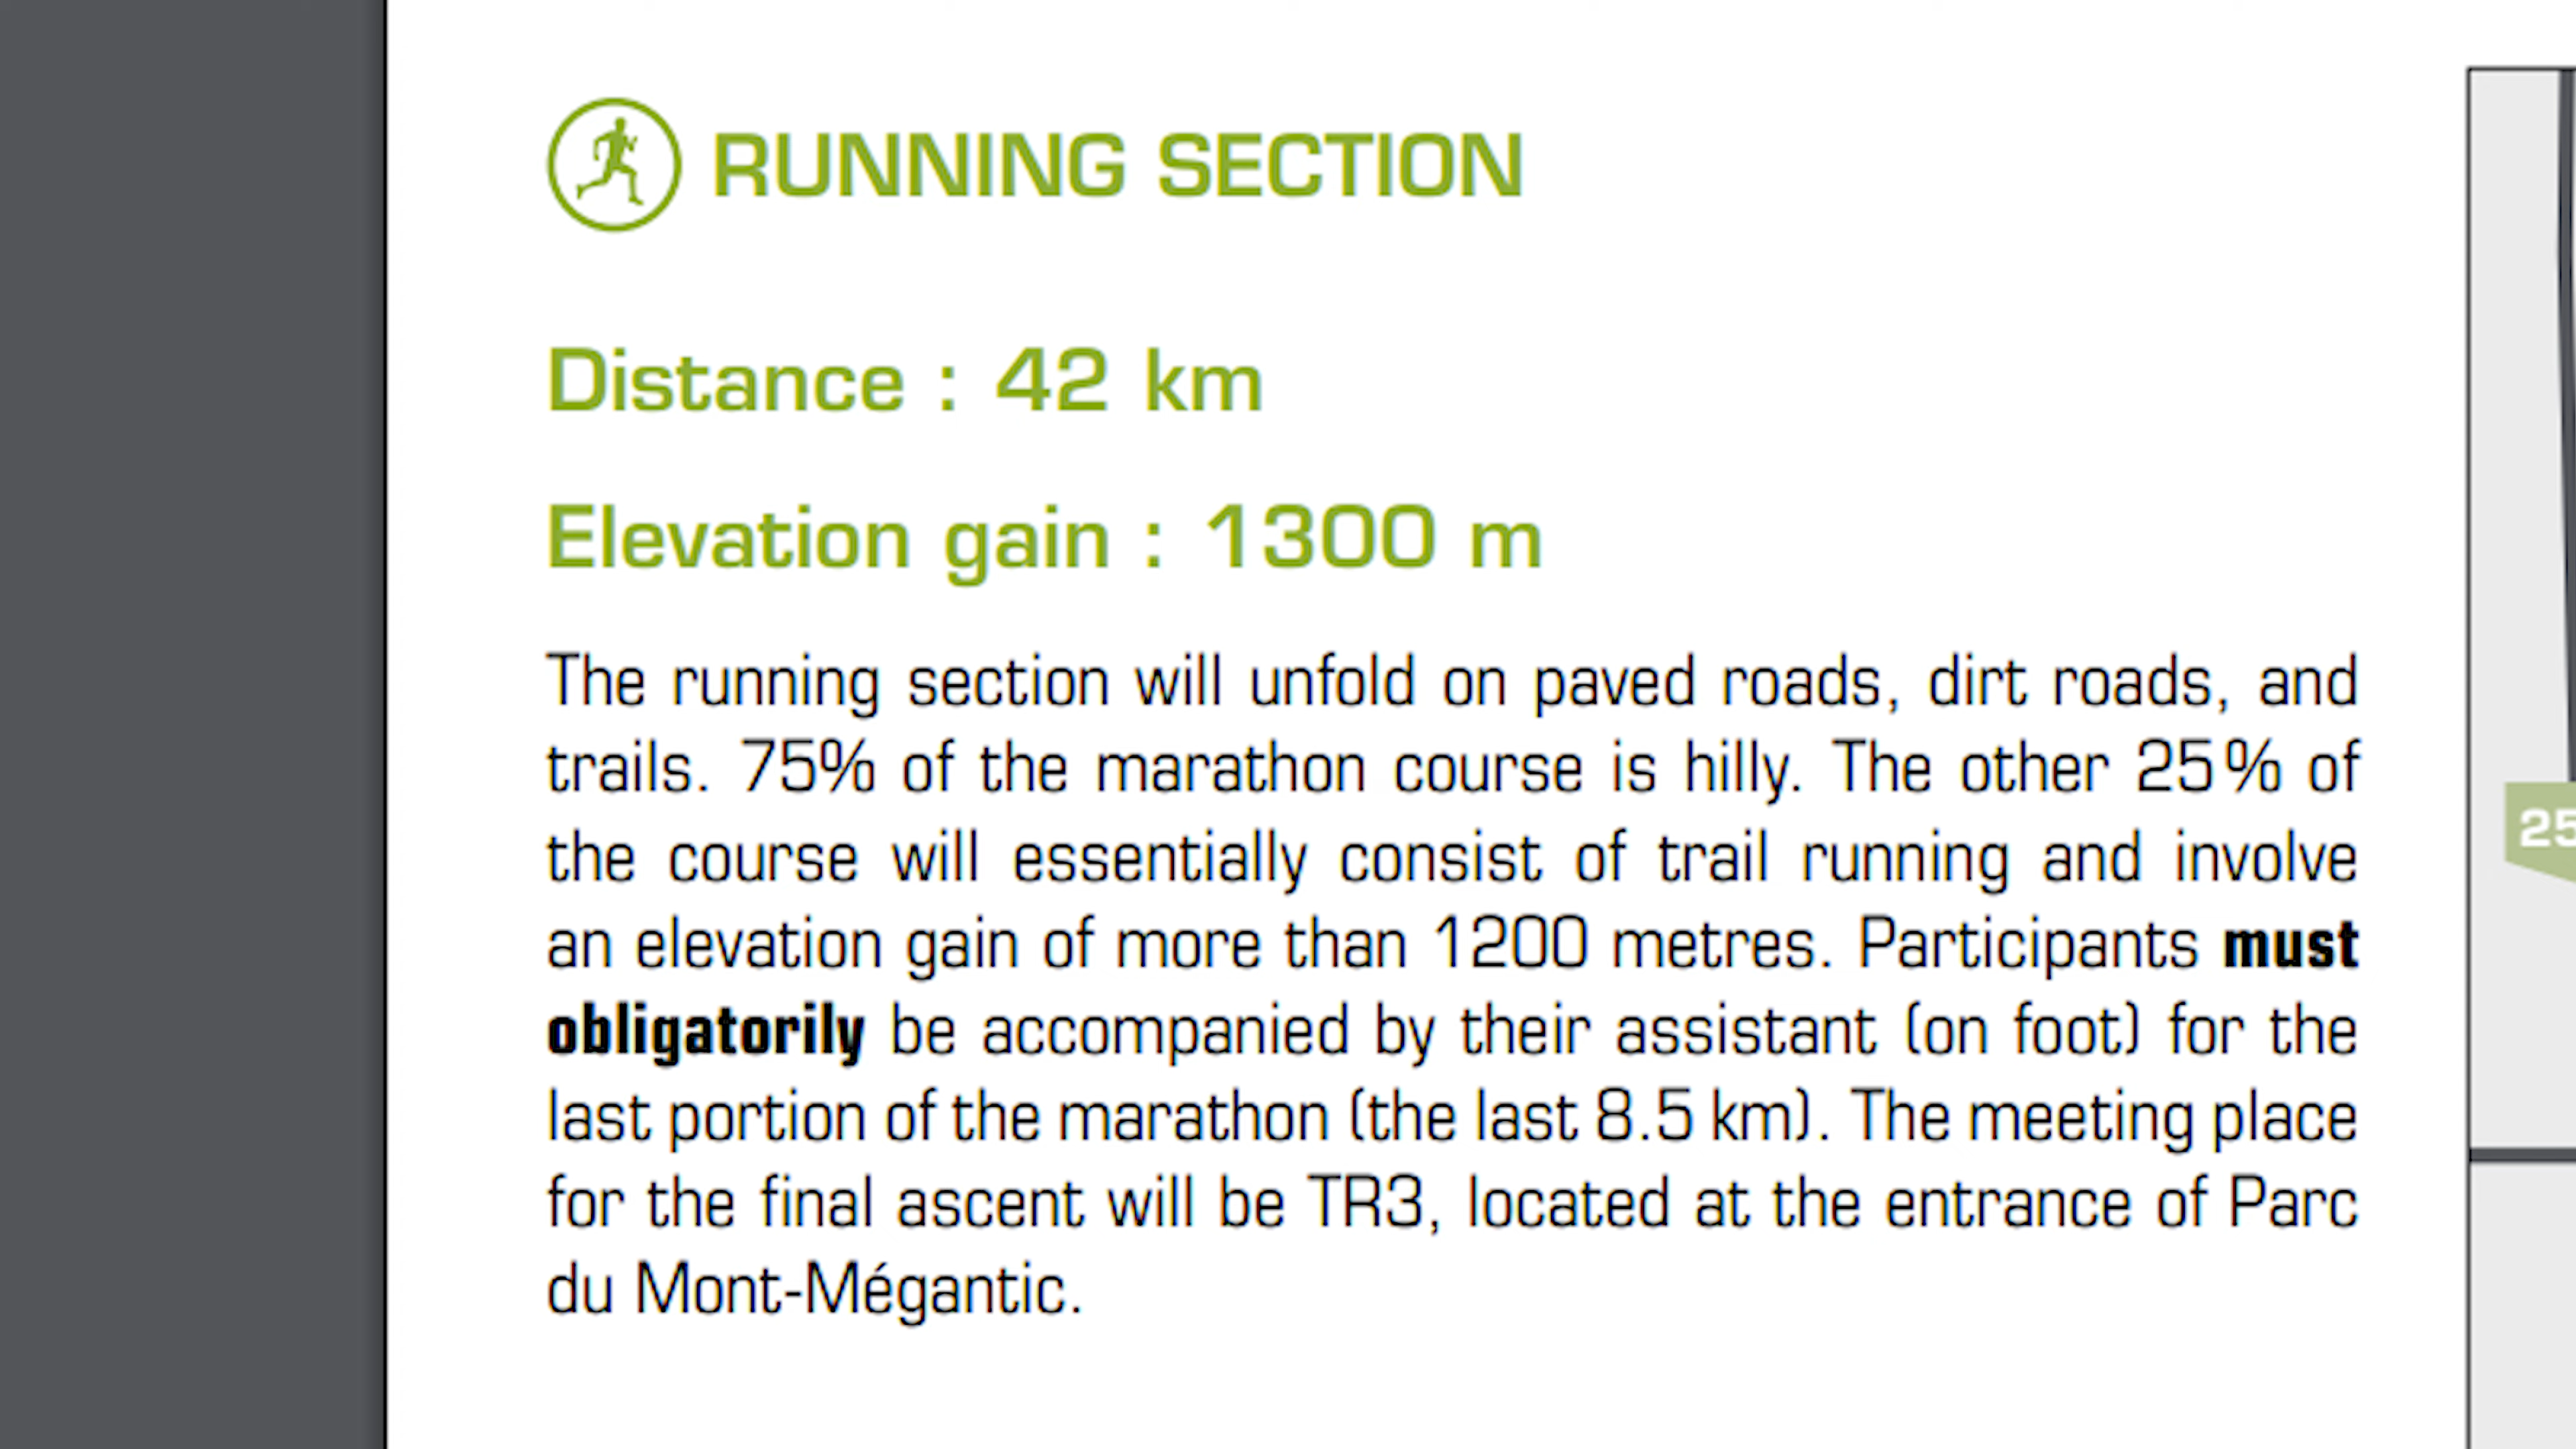 RUNNING SECTION
Distance : 42 km
Elevation gain : 1300 m
The running section will unfold on paved roads, dirt roads, and
trails. 75% of the marathon course is hilly. The other 25% of
the course will essentially consist of trail running and involve
an elevation gain of more than 1200 metres. Participants must
obligatorily be accompanied by their assistant (on foot) for the
last portion of the marathon (the last 8.5 km). The meeting place
for the final ascent will be TR3, located at the entrance of Parc
du Mont-Mégantic.
25